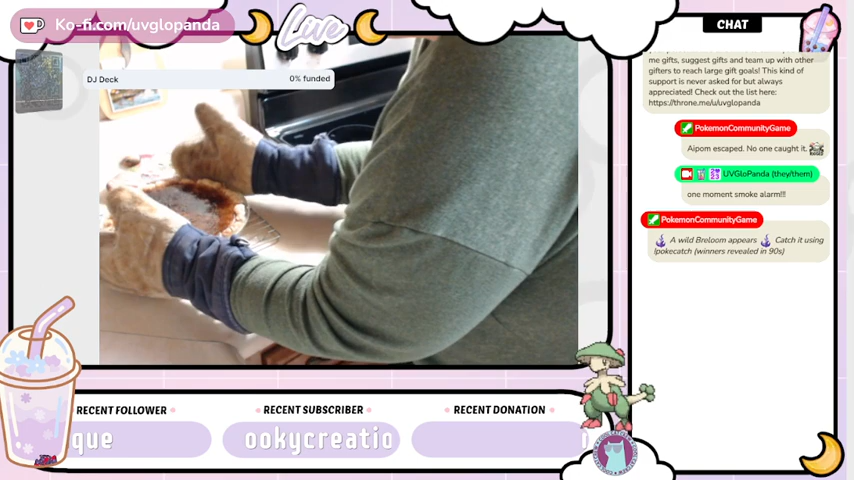 Ko-fi.com/uvglopanda
Live
CHAT
DJ Deck
0% funded
me gifts, suggest gifts and team up with other
gifters to reach large gift goals! This kind of
support is never asked for but always
appreciated! Check out the list here:
https://throne.me/u/uvglopanda
PokemonCommunityGame
Aipom escaped. No one caught it.
UVGloPanda (they/them)
one moment smoke alarm!!!
PokemonCommunityGame
A wild Breloom appears
Catch it using
!pokecatch (winners revealed in 90s)
RECENT FOLLOWER
RECENT SUBSCRIBER
RECENT DONATION
que
ookycreatio